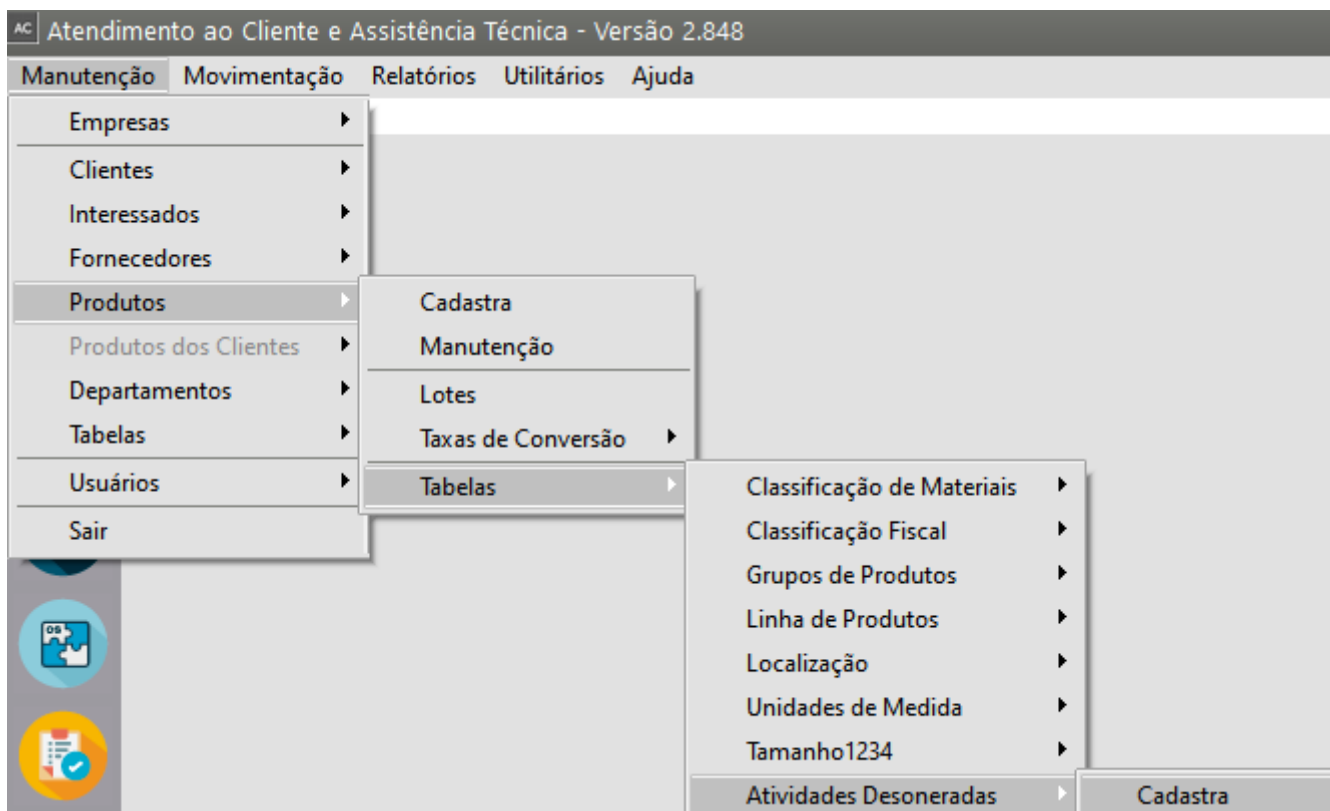 AC Atendimento ao Cliente e Assistência Técnica - Versão 2.848
Manutenção Movimentação Relatórios Utilitários Ajuda
Empresas
Clientes
Interessados
Fornecedores
Produtos
Produtos dos Clientes
Departamentos
Tabelas
Usuários
Sair
Cadastra
Manutenção
Lotes
Taxas de Conversão
Tabelas
Classificação de Materiais
Classificação Fiscal
Grupos de Produtos
Linha de Produtos
Localização
Unidades de Medida
Tamanho1234
Atividades Desoneradas
Cadastra
OS